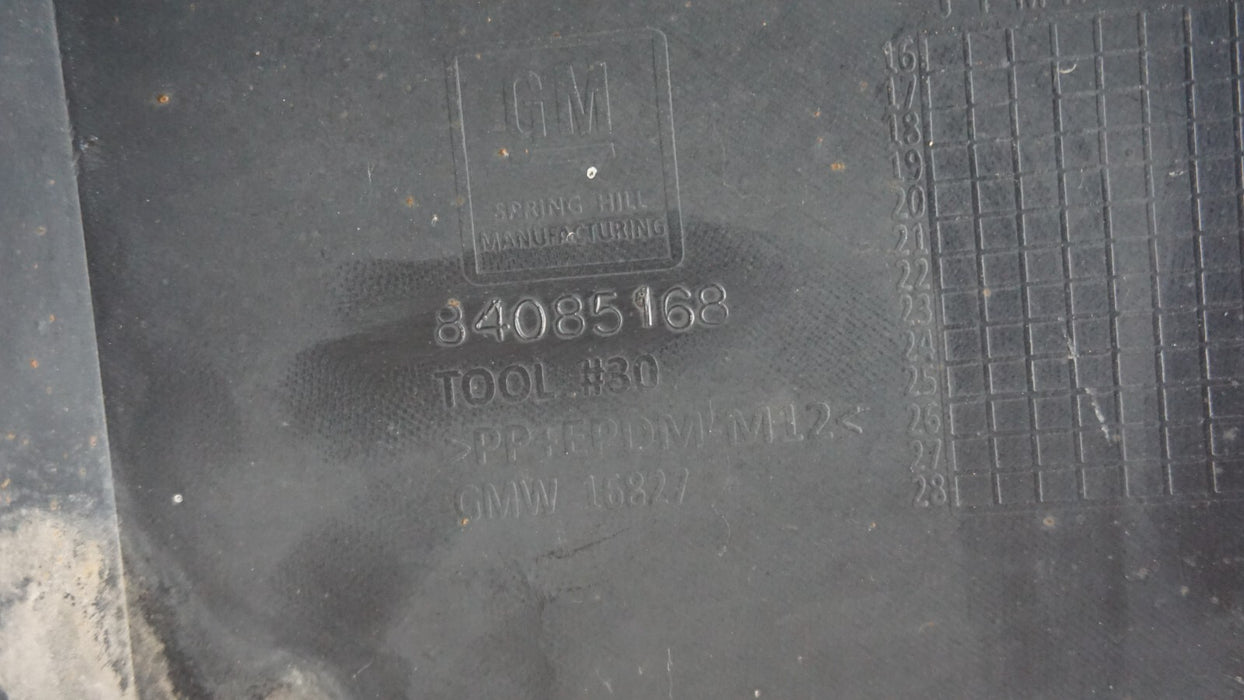 GM
SPRING HILL
MANUFACTURING
84085168
TOOL #30
>PP+EPDM-M12<
GMW 16827
16
17
18
19
20
21
22
23
24
25
26
27
28